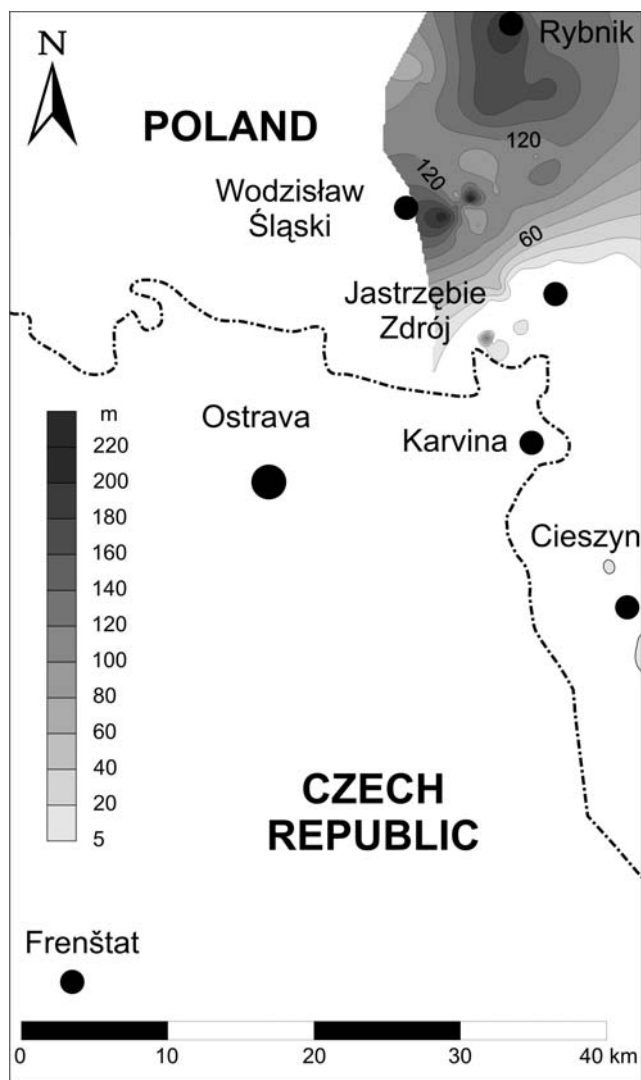 N
Rybnik
POLAND
120
120
Wodzisław
Śląski
60
Jastrzębie
Zdrój
m
220
200
180
160
140
120
100
80
60
40
20
5
Ostrava
Karvina
Cieszyn
CZECH
REPUBLIC
Frenštat
0 10 20 30 40 km